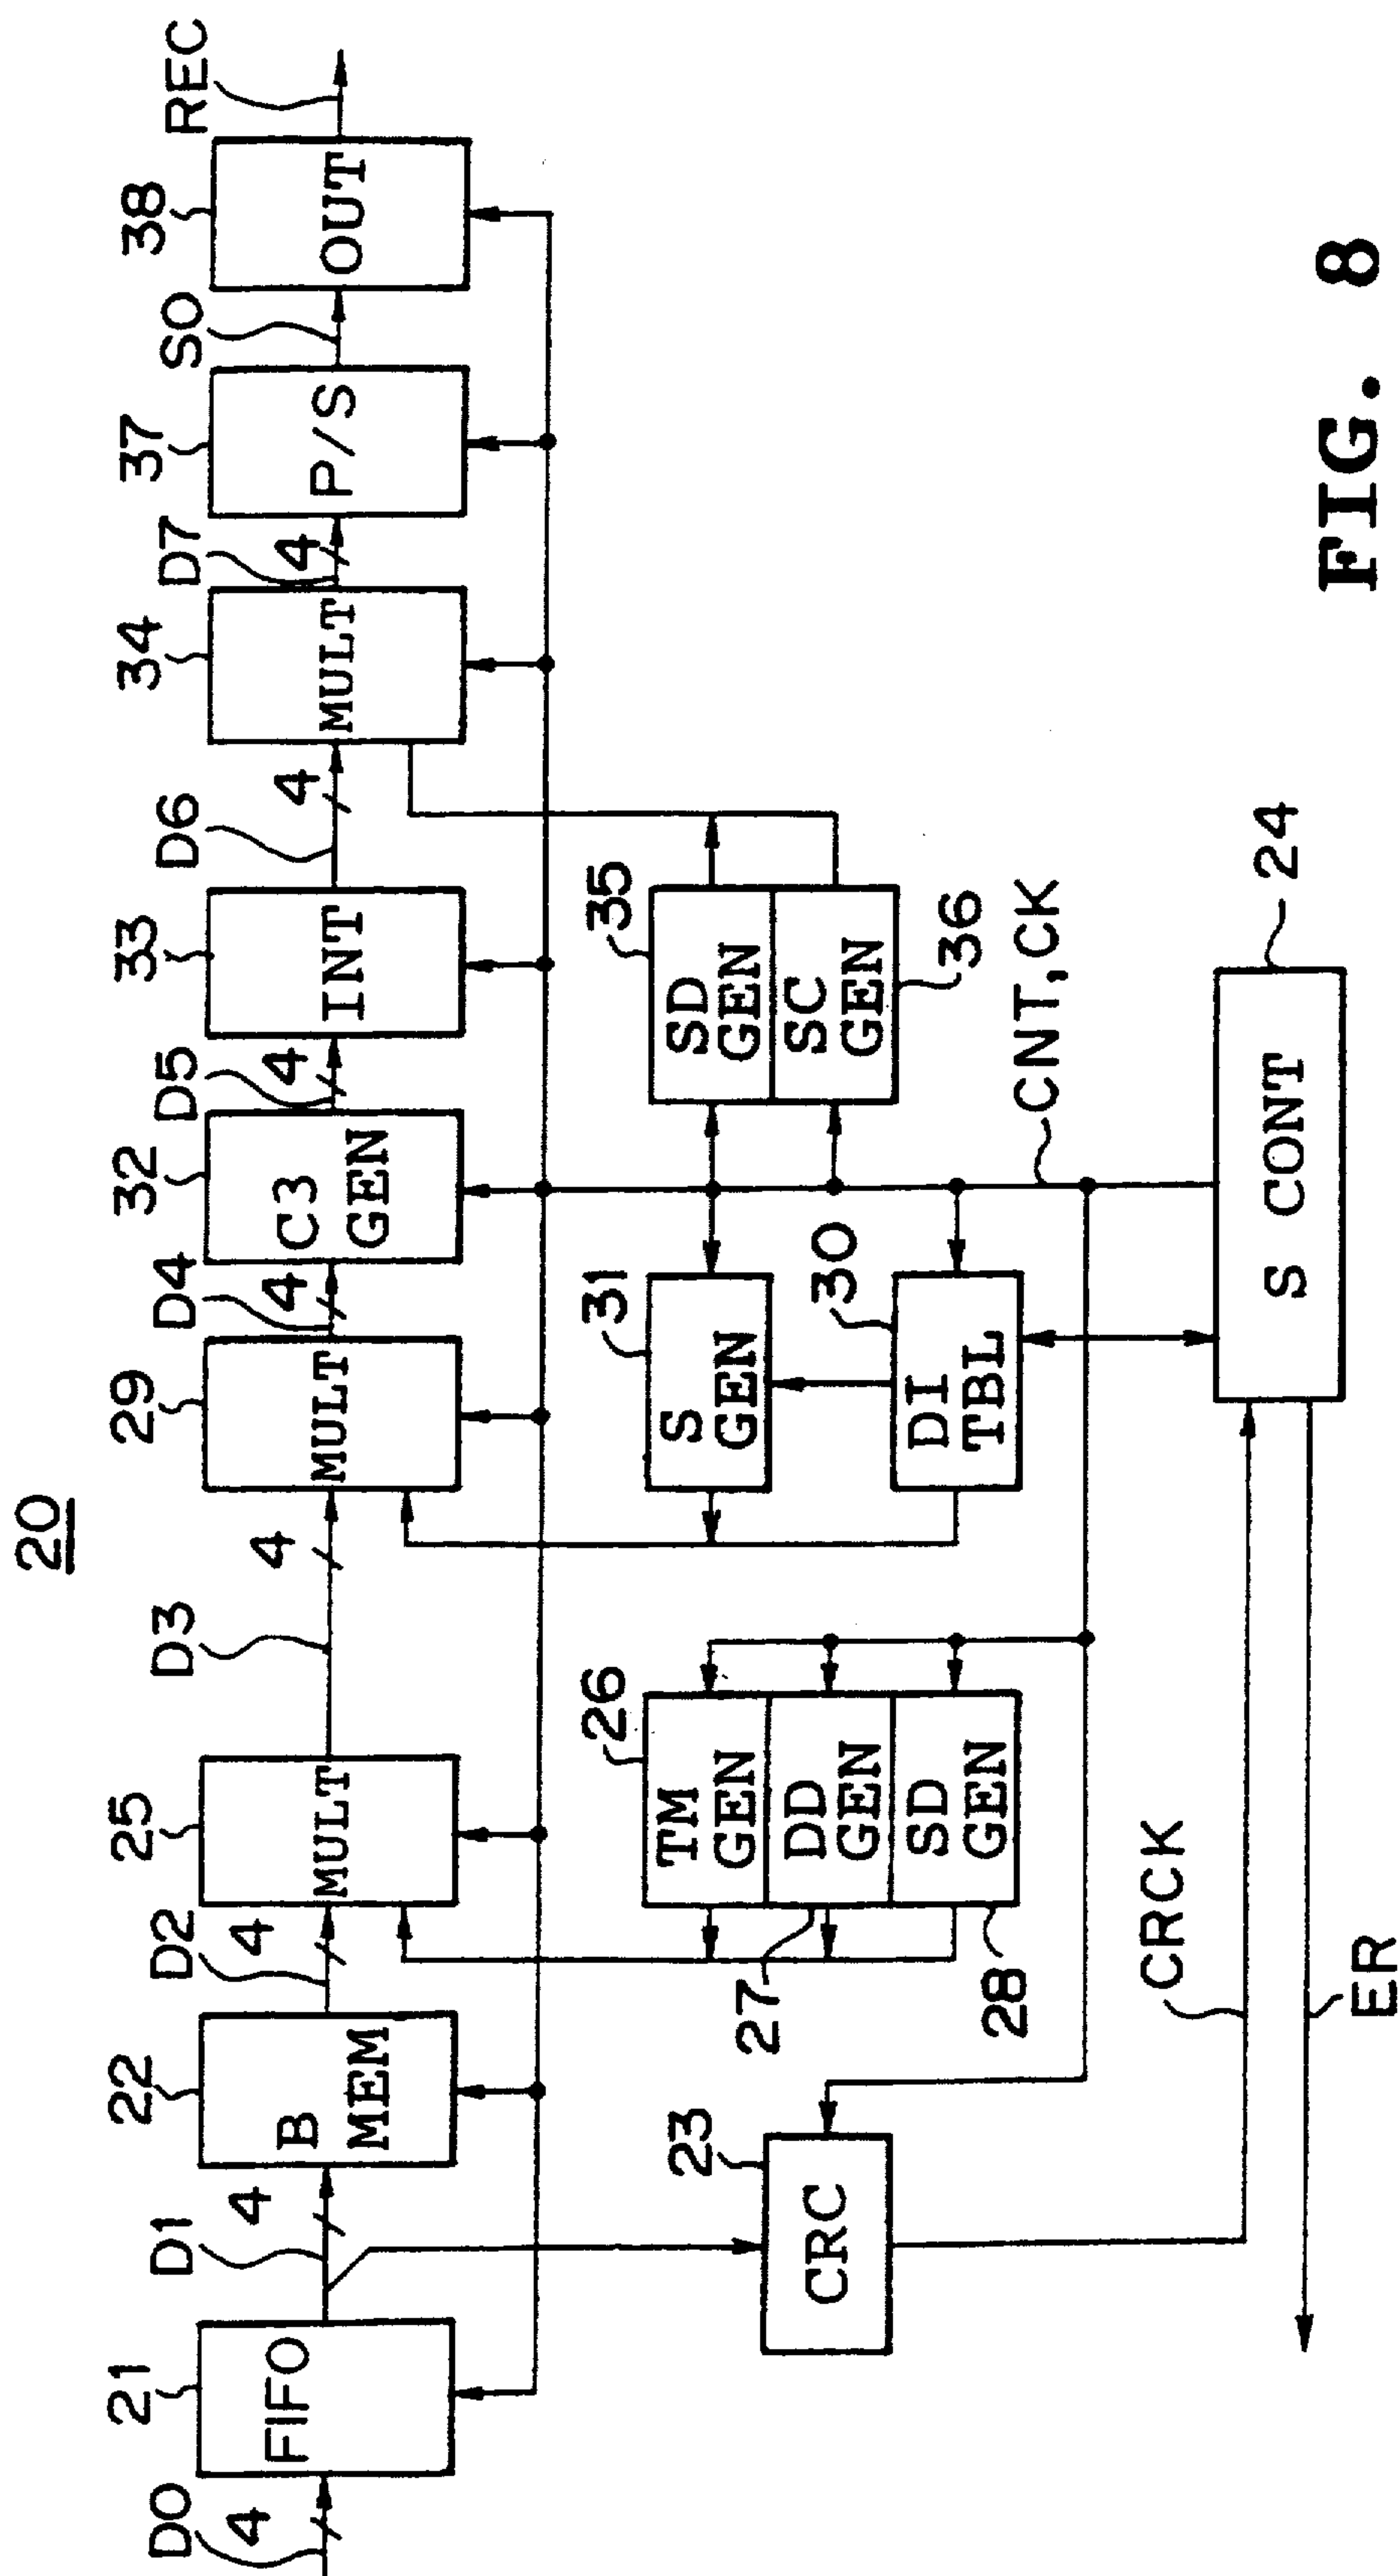 20
D0
4
21
FIFO
D1
4
22
B
MEM
D2
4
25
MULT
D3
4
29
MULT
D4
4
32
C3
GEN
D5
4
33
INT
D6
4
34
MULT
D7
4
37
P/S
SO
38
OUT
REC
23
CRC
26
TM
GEN
27
DD
GEN
28
SD
GEN
31
S
GEN
30
DI
TBL
35
SD
GEN
36
SC
GEN
CNT, CK
24
S CONT
CRCK
ER
FIG. 8